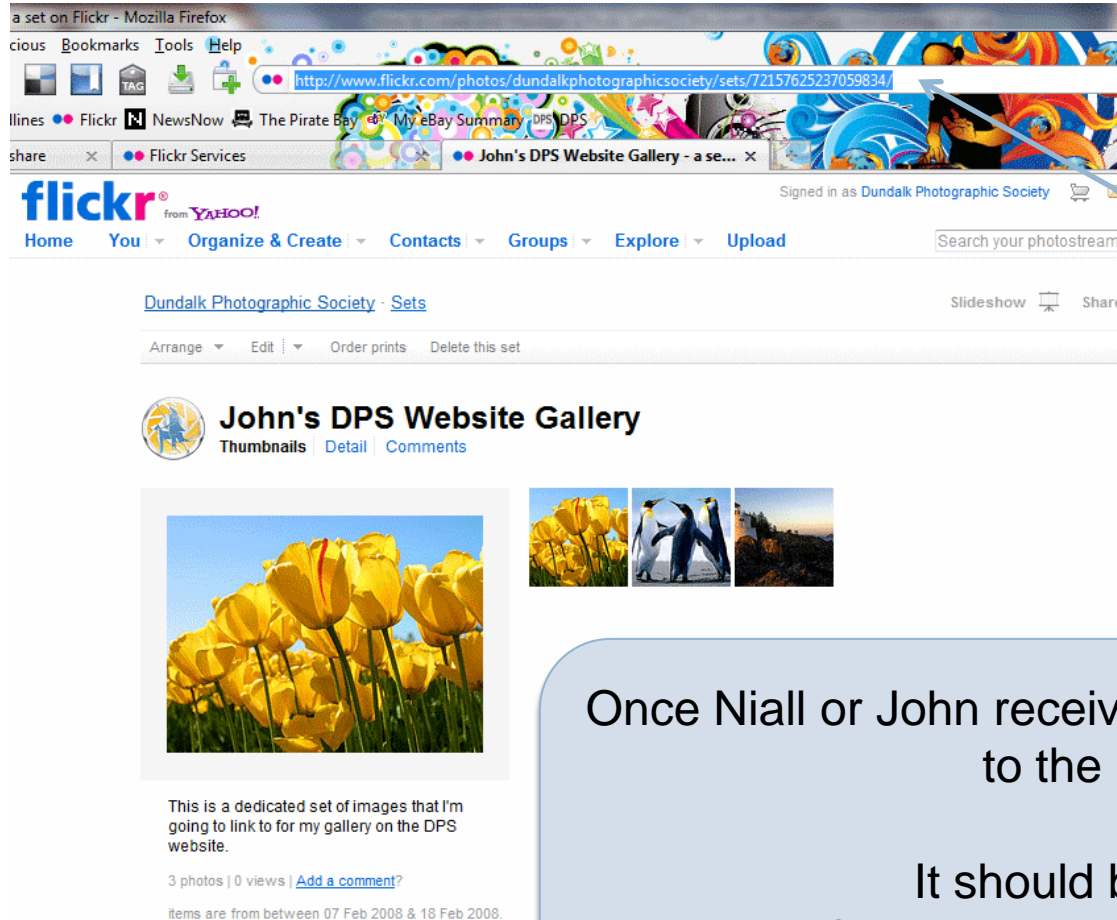 a set on Flickr - Mozilla Firefox
cious Bookmarks Tools Help
TAG http://www.flickr.com/photos/dundalkphotographicsociety/sets/72157625237059834/
llines Flickr N NewsNow The Pirate Bay eBY My eBay Summary DPS DPS
share × Flickr Services × John's DPS Website Gallery - a se... ×
flickr® from YAHOO!
Signed in as Dundalk Photographic Society
Home You Organize & Create Contacts Groups Explore Upload
Search your photostream
Dundalk Photographic Society · Sets
Slideshow Share
Arrange Edit Order prints Delete this set
John's DPS Website Gallery
Thumbnails Detail Comments
This is a dedicated set of images that I'm
going to link to for my gallery on the DPS
website.
3 photos | 0 views | Add a comment?
items are from between 07 Feb 2008 & 18 Feb 2008.
Once Niall or John receiv
to the
It should b